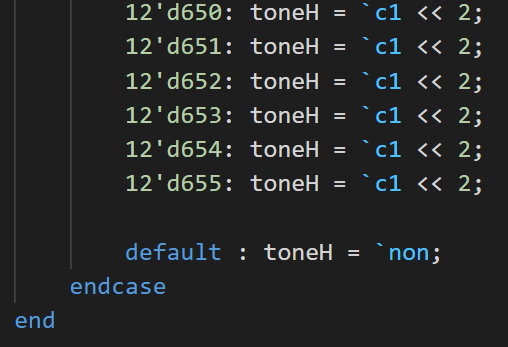 12'd650: toneH = `c1 << 2;
12'd651: toneH = `c1 << 2;
12'd652: toneH = `c1 << 2;
12'd653: toneH = `c1 << 2;
12'd654: toneH = `c1 << 2;
12'd655: toneH = `c1 << 2;
default : toneH = `non;
endcase
end